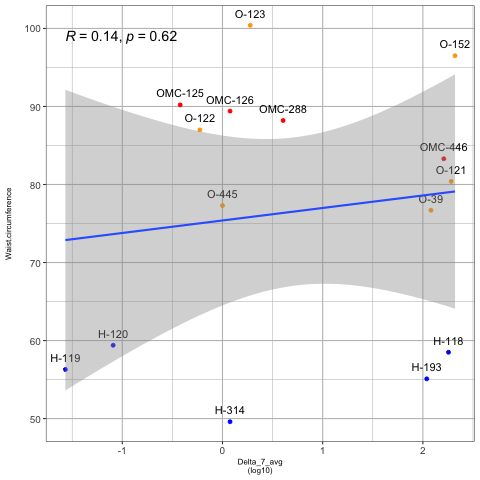 O-123
R = 0.14, p = 0.62
O-152
OMC-125
OMC-126
OMC-288
O-122
OMC-446
O-121
O-445
O-39
H-120
H-119
H-118
H-193
H-314
100
90
80
70
60
50
Waist.circumference
-1
0
1
2
Delta_7_avg
(log10)